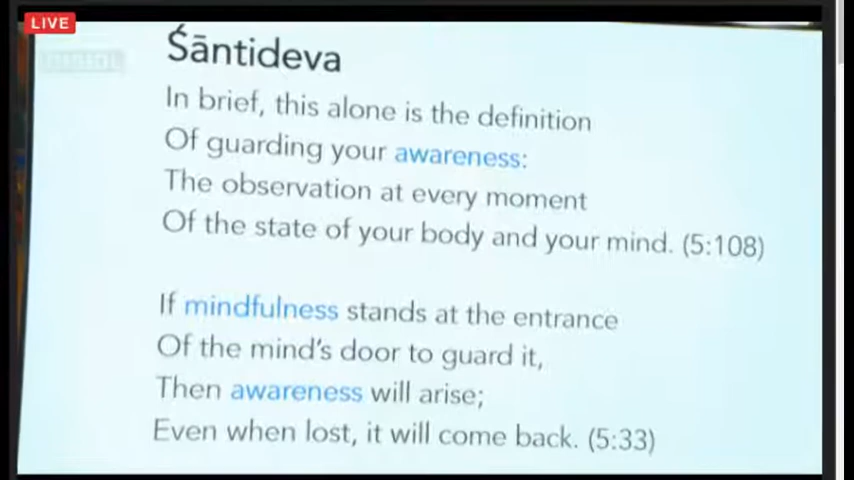 LIVE
Śāntideva
In brief, this alone is the definition
Of guarding your awareness:
The observation at every moment
Of the state of your body and your mind. (5:108)
If mindfulness stands at the entrance
Of the mind's door to guard it,
Then awareness will arise;
Even when lost, it will come back. (5:33)